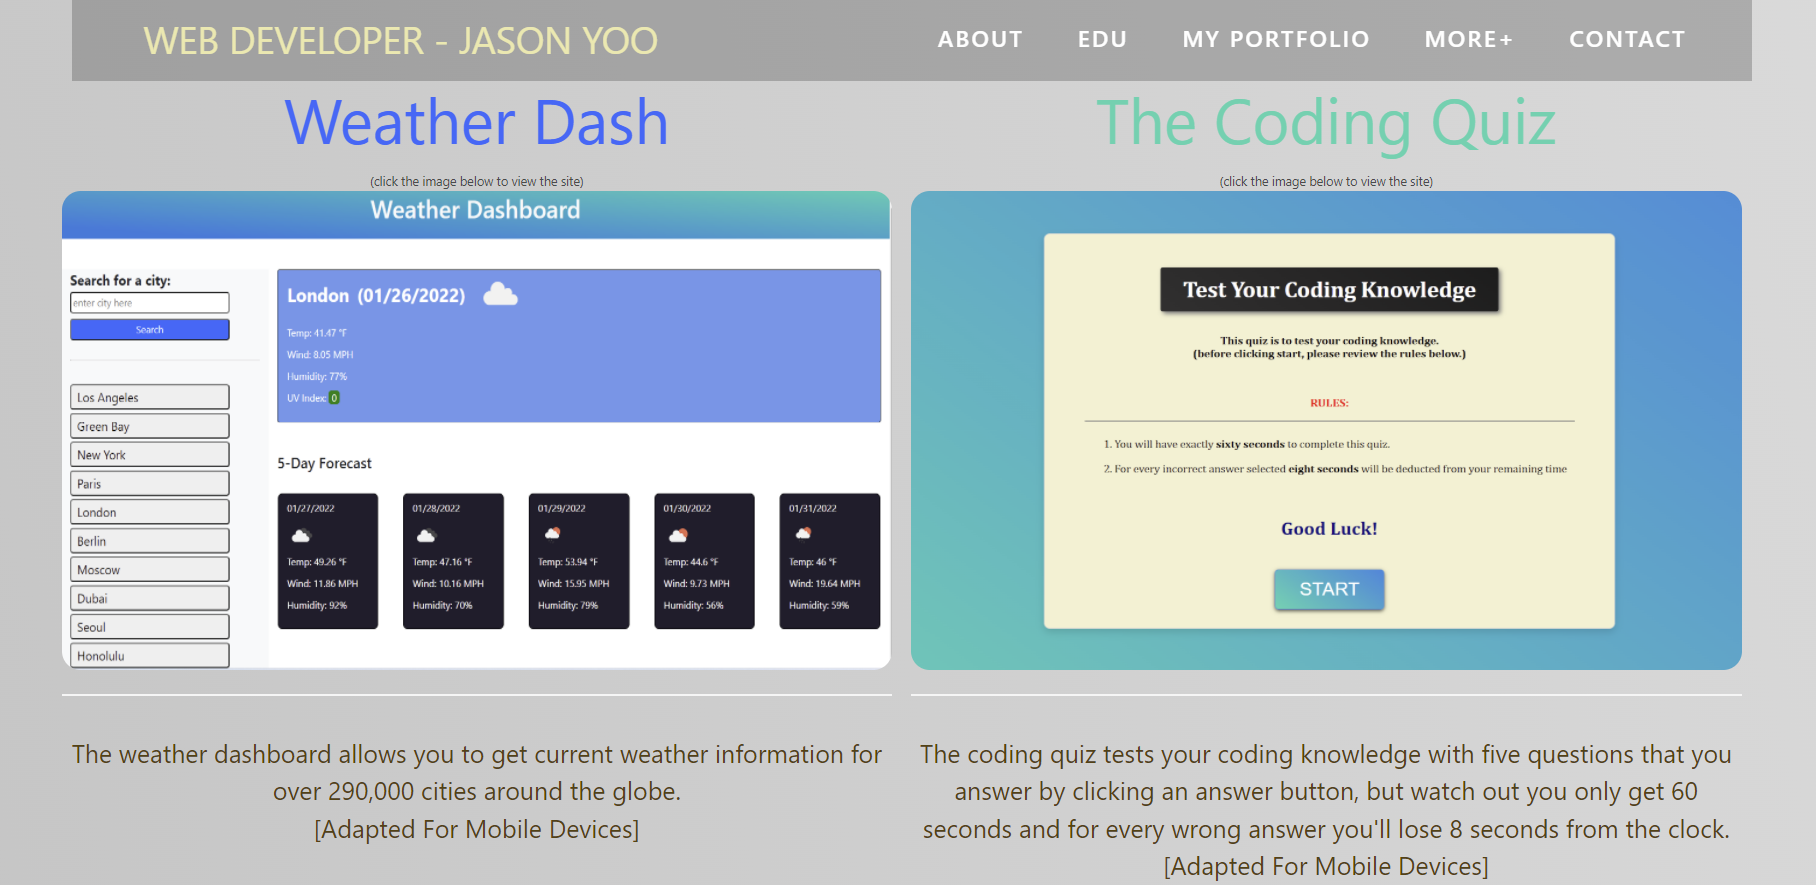 WEB DEVELOPER - JASON YOO
ABOUT
EDU
MY PORTFOLIO
MORE+
CONTACT
Weather Dash
(click the image below to view the site)
Weather Dashboard
Search for a city:
enter city here
Search
Los Angeles
Green Bay
New York
Paris
London
Berlin
Moscow
Dubai
Seoul
Honolulu
London (01/26/2022)
Temp: 41.47 °F
Wind: 8.05 MPH
Humidity: 77%
UV Index: 0
5-Day Forecast
01/27/2022
Temp: 49.26 °F
Wind: 11.86 MPH
Humidity: 92%
01/28/2022
Temp: 47.16 °F
Wind: 10.16 MPH
Humidity: 70%
01/29/2022
Temp: 53.94 °F
Wind: 15.95 MPH
Humidity: 79%
01/30/2022
Temp: 44.6 °F
Wind: 9.73 MPH
Humidity: 56%
01/31/2022
Temp: 46 °F
Wind: 19.64 MPH
Humidity: 59%
The weather dashboard allows you to get current weather information for
over 290,000 cities around the globe.
[Adapted For Mobile Devices]
The Coding Quiz
(click the image below to view the site)
Test Your Coding Knowledge
This quiz is to test your coding knowledge.
(before clicking start, please review the rules below.)
RULES:
1. You will have exactly sixty seconds to complete this quiz.
2. For every incorrect answer selected eight seconds will be deducted from your remaining time
Good Luck!
START
The coding quiz tests your coding knowledge with five questions that you
answer by clicking an answer button, but watch out you only get 60
seconds and for every wrong answer you'll lose 8 seconds from the clock.
[Adapted For Mobile Devices]